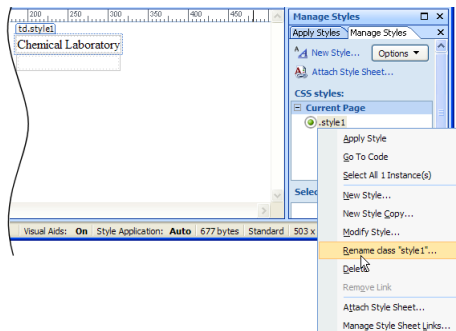 200 250 300 350 400 450
td.style1
Chemical Laboratory
Manage Styles
Apply Styles Manage Styles
New Style... Options
Attach Style Sheet...
CSS styles:
Current Page
.style1
Selec
Apply Style
Go To Code
Select All 1 Instance(s)
New Style...
New Style Copy...
Modify Style...
Rename class "style1"...
Delete
Remove Link
Attach Style Sheet...
Manage Style Sheet Links...
Visual Aids: On Style Application: Auto 677 bytes Standard 503 x